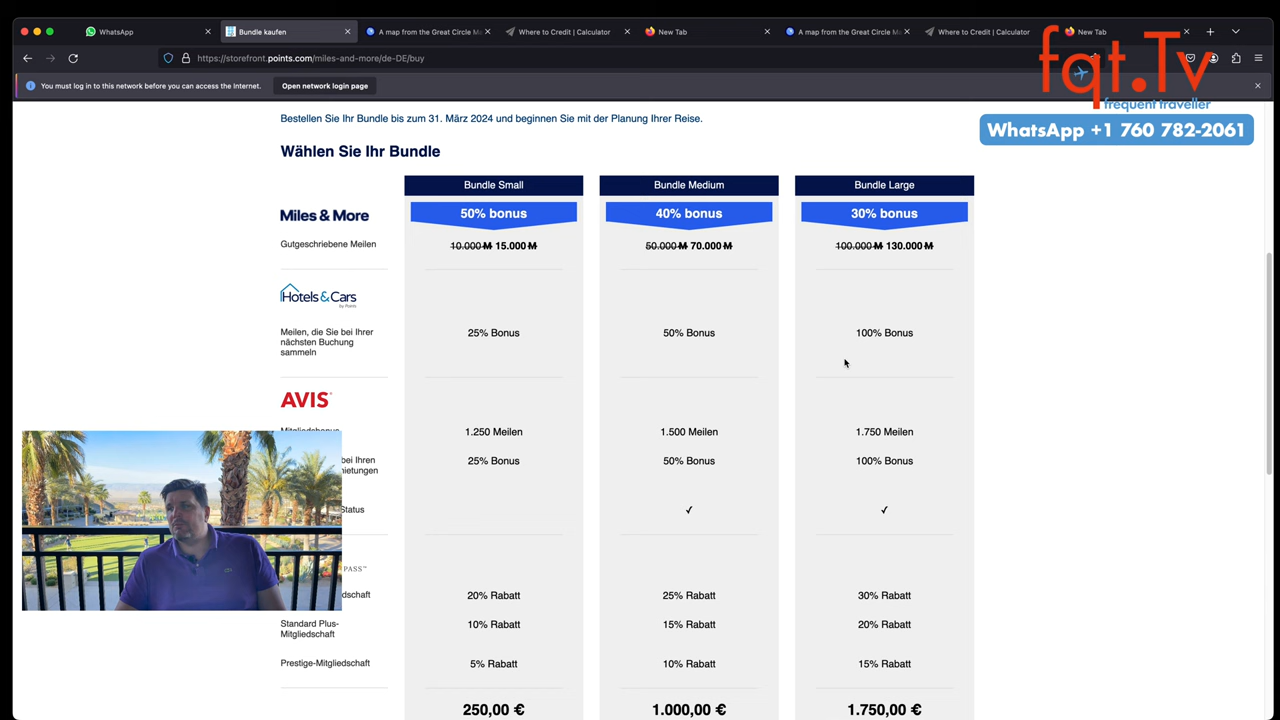 WhatsApp
Bundle kaufen
A map from the Great Circle Ma
Where to Credit | Calculator
New Tab
A map from the Great Circle Ma
Where to Credit | Calculator
New Tab
https://storefront.points.com/miles-and-more/de-DE/buy
You must log in to this network before you can access the Internet.
Open network login page
fqt.Tv
frequent traveller
WhatsApp +1 760 782-2061
Bestellen Sie Ihr Bundle bis zum 31. März 2024 und beginnen Sie mit der Planung Ihrer Reise.
Wählen Sie Ihr Bundle
Bundle Small Bundle Medium Bundle Large
Miles & More 50% bonus 40% bonus 30% bonus
Gutgeschriebene Meilen 10.000 M 15.000 M 50.000 M 70.000 M 100.000 M 130.000 M
Hotels & Cars
by Points
Meilen, die Sie bei Ihrer
nächsten Buchung
sammeln
25% Bonus 50% Bonus 100% Bonus
AVIS
1.250 Meilen 1.500 Meilen 1.750 Meilen
bei Ihren
25% Bonus 50% Bonus 100% Bonus
Status ✓ ✓
PASS™
20% Rabatt 25% Rabatt 30% Rabatt
Standard Plus-
Mitgliedschaft
10% Rabatt 15% Rabatt 20% Rabatt
Prestige-Mitgliedschaft 5% Rabatt 10% Rabatt 15% Rabatt
250,00 € 1.000,00 € 1.750,00 €